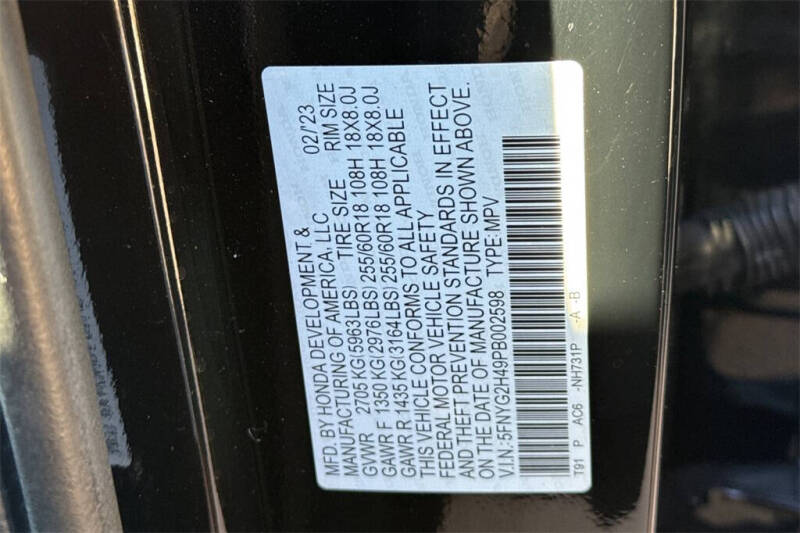 MFD. BY HONDA DEVELOPMENT &
MANUFACTURING OF AMERICA, LLC 02/'23
TIRE SIZE RIM SIZE
GVWR 2705 KG(5963LBS)
GAWR F 1350 KG(2976LBS) 255/60R18 108H 18X8.0J
GAWR R 1435 KG(3164LBS) 255/60R18 108H 18X8.0J
THIS VEHICLE CONFORMS TO ALL APPLICABLE
FEDERAL MOTOR VEHICLE SAFETY
AND THEFT PREVENTION STANDARDS IN EFFECT
ON THE DATE OF MANUFACTURE SHOWN ABOVE.
V.I.N.:5FNYG2H49PB002598 TYPE:MPV
T91 P AC6 -NH731P -A -B